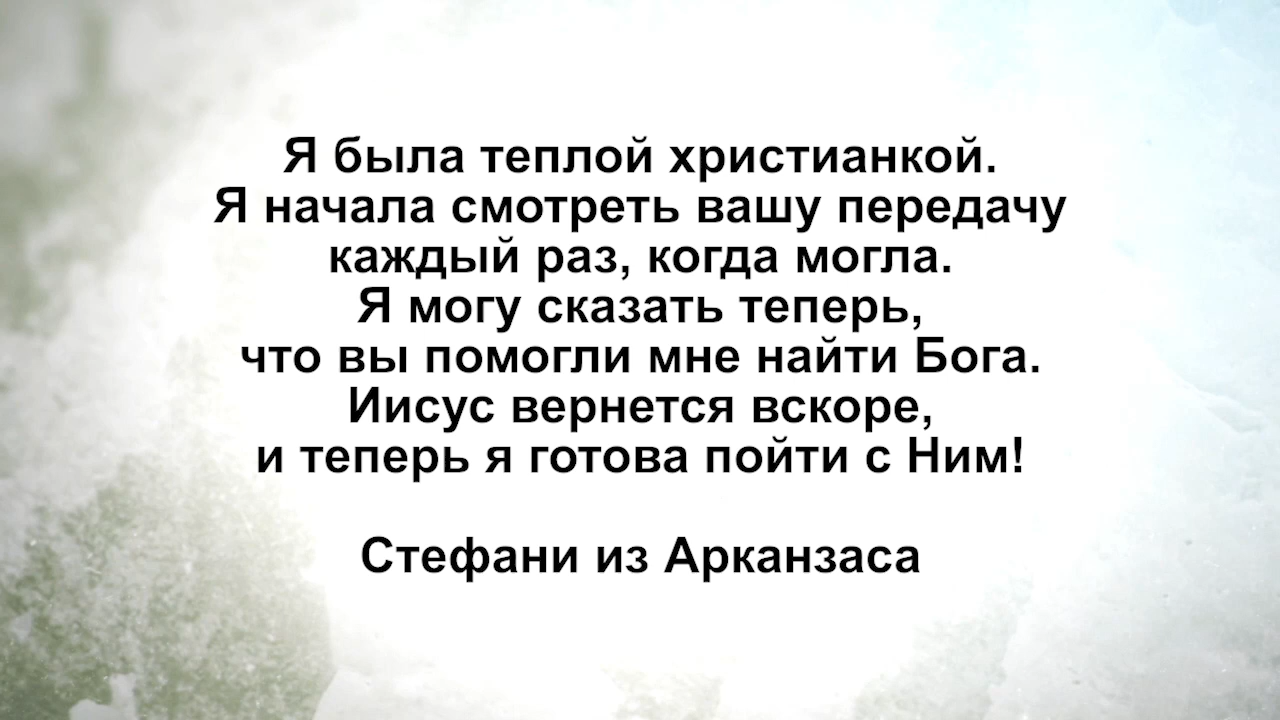 Я была теплой христианкой.
Я начала смотреть вашу передачу
каждый раз, когда могла.
Я могу сказать теперь,
что вы помогли мне найти Бога.
Иисус вернется вскоре,
и теперь я готова пойти с Ним!
Стефани из Арканзаса